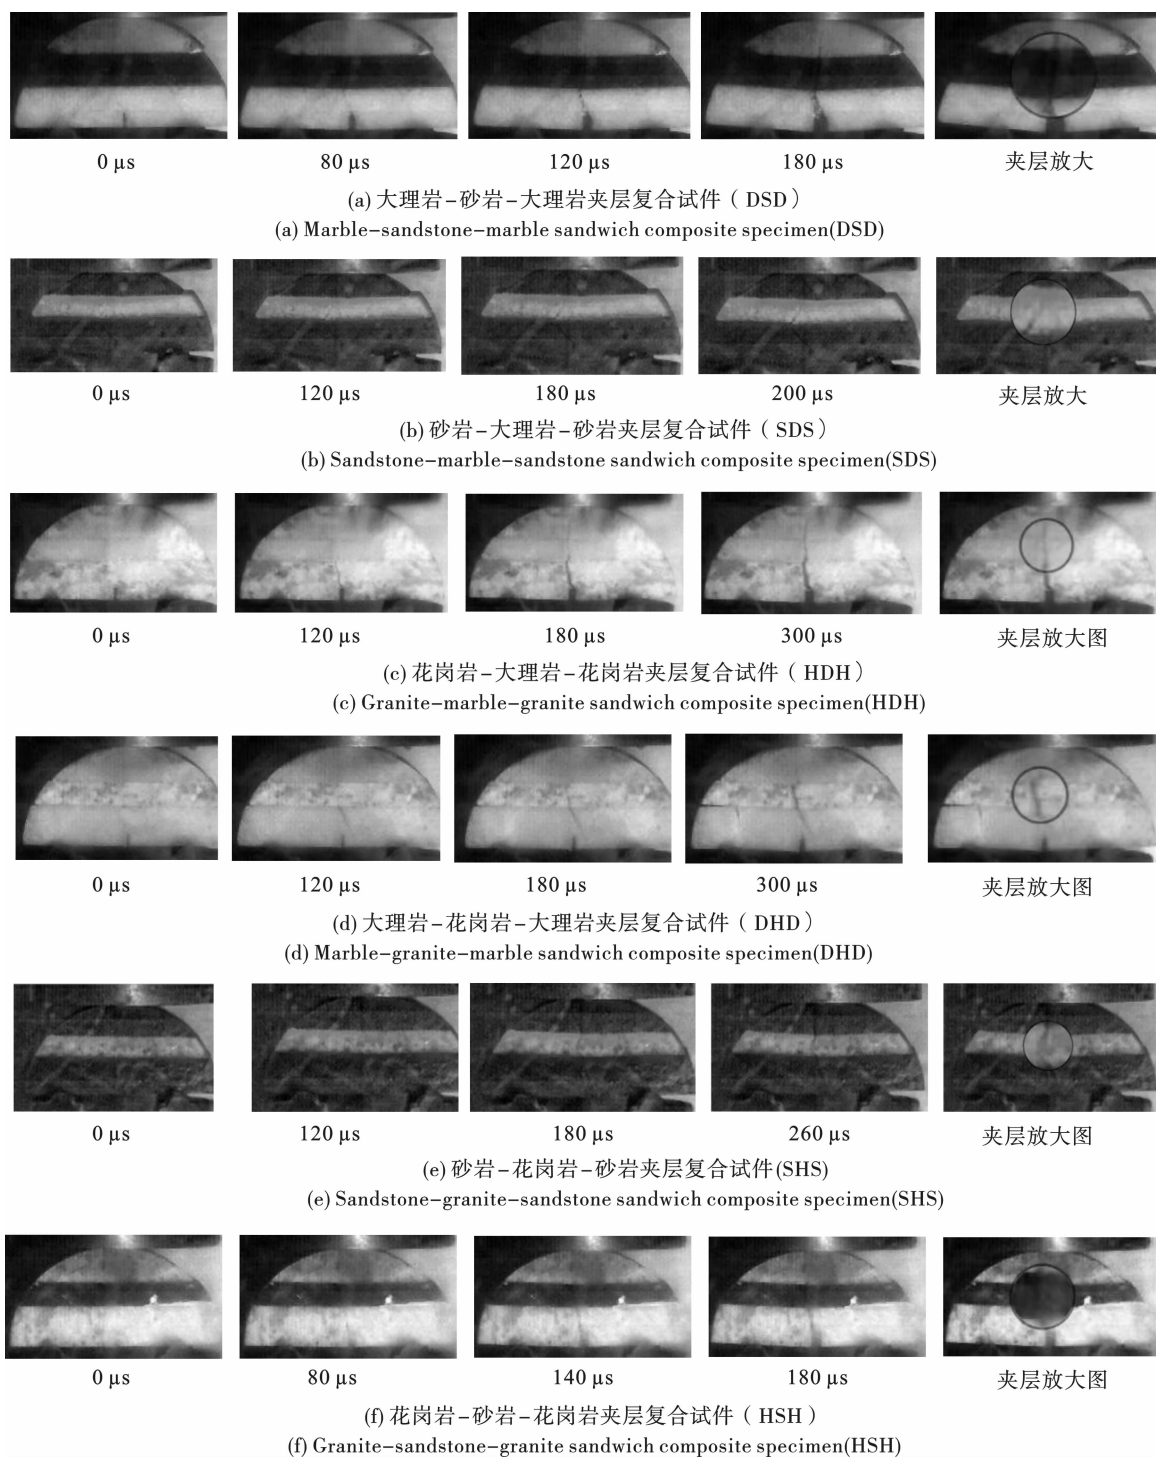 0 μs 80 μs 120 μs 180 μs 夹层放大
(a) 大理岩–砂岩–大理岩夹层复合试件（DSD）
(a) Marble–sandstone–marble sandwich composite specimen(DSD)
0 μs 120 μs 180 μs 200 μs 夹层放大
(b) 砂岩–大理岩–砂岩夹层复合试件（SDS）
(b) Sandstone–marble–sandstone sandwich composite specimen(SDS)
0 μs 120 μs 180 μs 300 μs 夹层放大图
(c) 花岗岩–大理岩–花岗岩夹层复合试件（HDH）
(c) Granite–marble–granite sandwich composite specimen(HDH)
0 μs 120 μs 180 μs 300 μs 夹层放大图
(d) 大理岩–花岗岩–大理岩夹层复合试件（DHD）
(d) Marble–granite–marble sandwich composite specimen(DHD)
0 μs 120 μs 180 μs 260 μs 夹层放大图
(e) 砂岩–花岗岩–砂岩夹层复合试件(SHS)
(e) Sandstone–granite–sandstone sandwich composite specimen(SHS)
0 μs 80 μs 140 μs 180 μs 夹层放大图
(f) 花岗岩–砂岩–花岗岩夹层复合试件（HSH）
(f) Granite–sandstone–granite sandwich composite specimen(HSH)